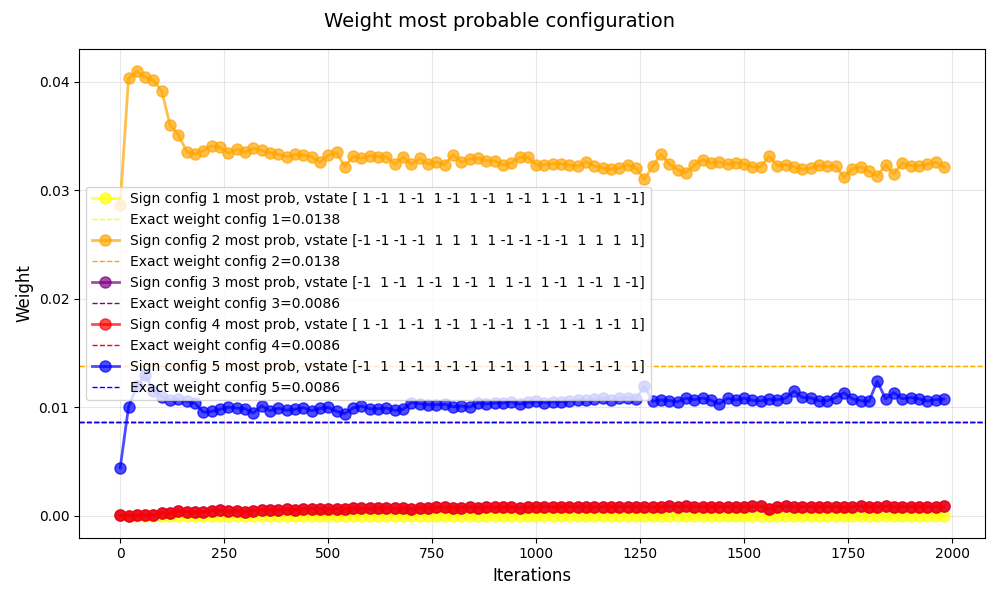 Weight most probable configuration
0.04
0.03
0.02
0.01
0.00
Weight
Sign config 1 most prob, vstate [ 1 -1  1 -1  1 -1  1 -1  1 -1  1 -1  1 -1  1 -1]
Exact weight config 1=0.0138
Sign config 2 most prob, vstate [-1 -1 -1 -1  1  1  1  1 -1 -1 -1 -1  1  1  1  1]
Exact weight config 2=0.0138
Sign config 3 most prob, vstate [-1  1 -1  1 -1  1 -1  1  1 -1  1 -1  1 -1  1 -1]
Exact weight config 3=0.0086
Sign config 4 most prob, vstate [ 1 -1  1 -1  1 -1  1 -1 -1  1 -1  1 -1  1 -1  1]
Exact weight config 4=0.0086
Sign config 5 most prob, vstate [-1  1  1 -1  1 -1 -1  1 -1  1  1 -1  1 -1 -1  1]
Exact weight config 5=0.0086
0 250 500 750 1000 1250 1500 1750 2000
Iterations